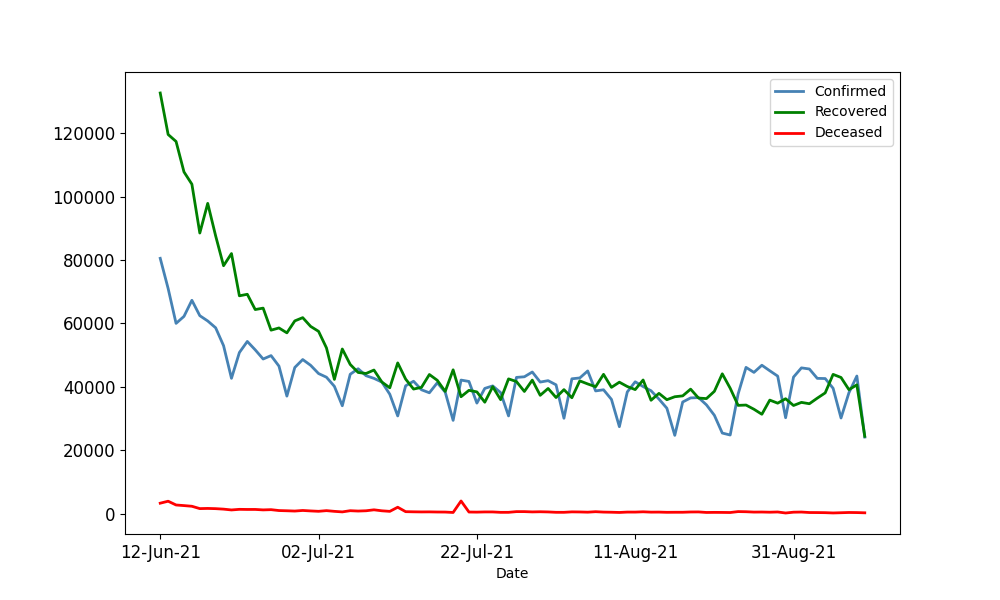 Confirmed
Recovered
Deceased
120000
100000
80000
60000
40000
20000
0
12-Jun-21 02-Jul-21 22-Jul-21 11-Aug-21 31-Aug-21
Date